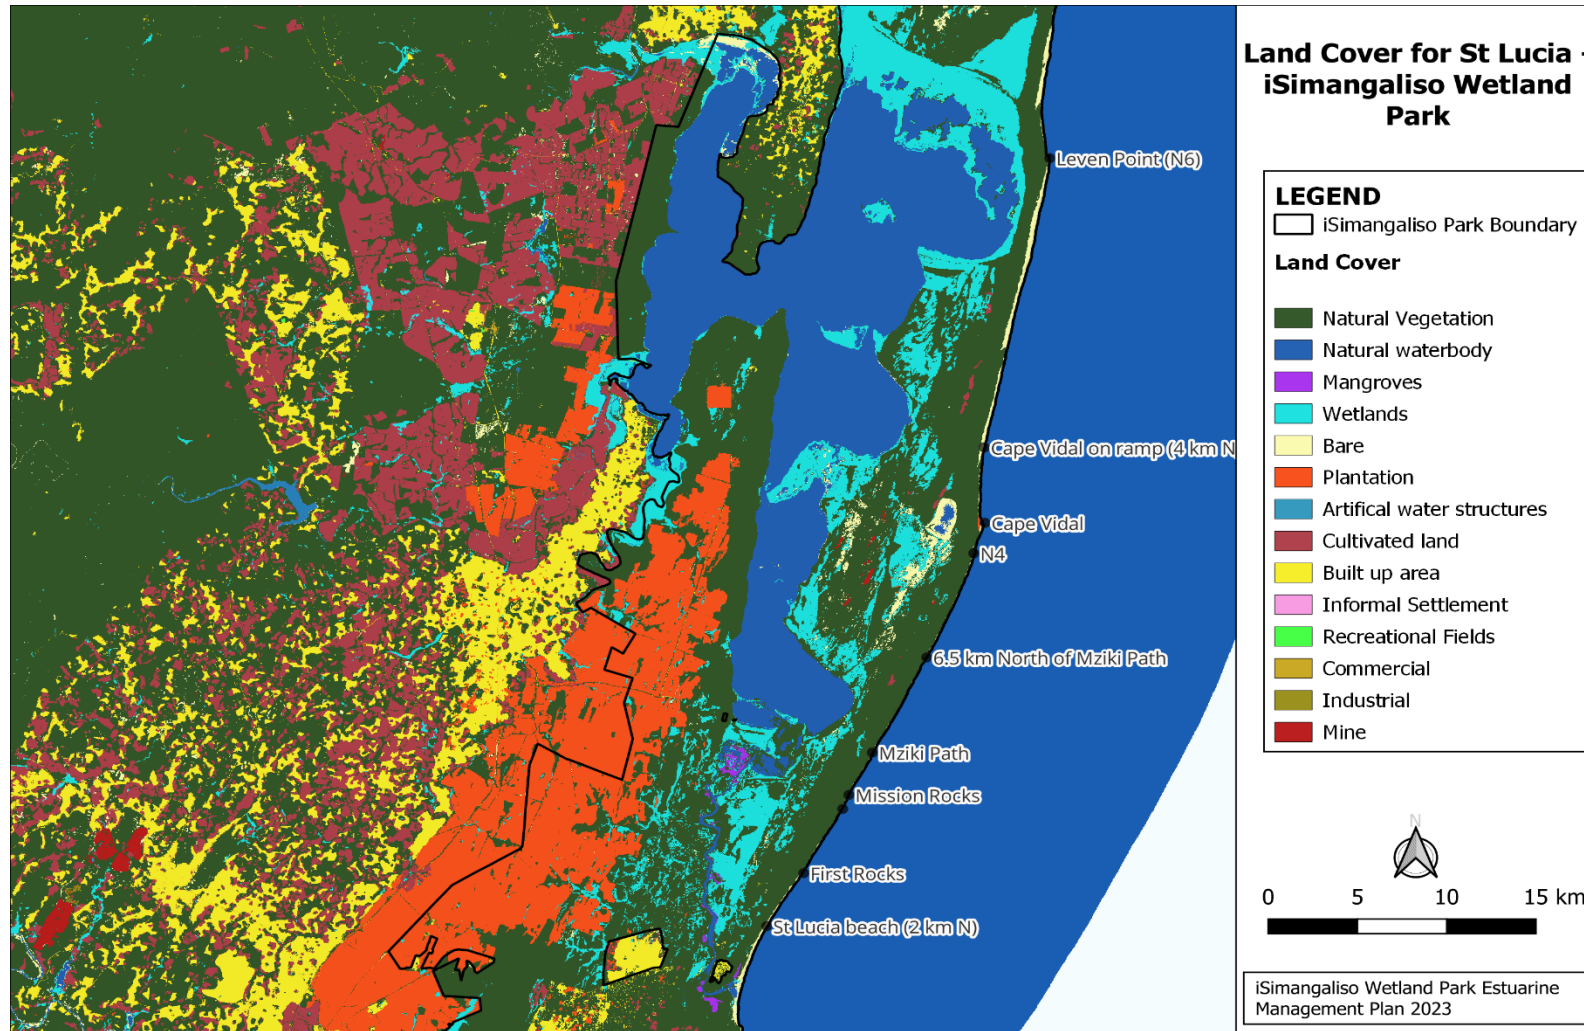 Land Cover for St Lucia -
iSimangaliso Wetland
Park
LEGEND
iSimangaliso Park Boundary
Land Cover
Natural Vegetation
Natural waterbody
Mangroves
Wetlands
Bare
Plantation
Artifical water structures
Cultivated land
Built up area
Informal Settlement
Recreational Fields
Commercial
Industrial
Mine
Leven Point (N6)
Cape Vidal on ramp (4 km N
Cape Vidal
N4
6.5 km North of Mziki Path
Mziki Path
Mission Rocks
First Rocks
St Lucia beach (2 km N)
N
0 5 10 15 km
iSimangaliso Wetland Park Estuarine
Management Plan 2023